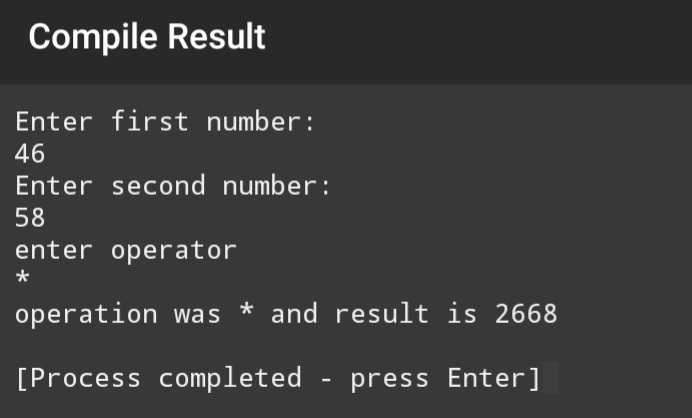 Compile Result
Enter first number:
46
Enter second number:
58
enter operator
*
operation was * and result is 2668
[Process completed - press Enter]